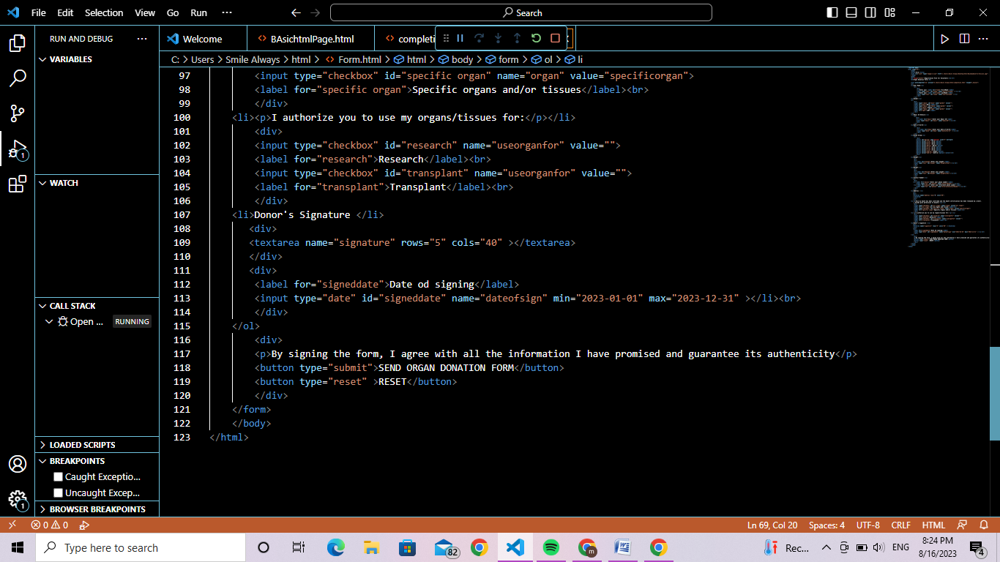 File Edit Selection View Go Run ··· Search
RUN AND DEBUG ··· Welcome BAsichtmlPage.html completi
VARIABLES
C: > Users > Smile Always > html > Form.html > html > body > form > ol > li
97 <input type="checkbox" id="specific organ" name="organ" value="specificorgan">
98 <label for="specific organ">Specific organs and/or tissues</label><br>
99 </div>
100 <li><p>I authorize you to use my organs/tissues for:</p></li>
101 <div>
102 <input type="checkbox" id="research" name="useorganfor" value="">
103 <label for="research">Research</label><br>
104 <input type="checkbox" id="transplant" name="useorganfor" value="">
105 <label for="transplant">Transplant</label><br>
106 </div>
107 <li>Donor's Signature </li>
108 <div>
109 <textarea name="signature" rows="5" cols="40" ></textarea>
110 </div>
111 <div>
112 <label for="signeddate">Date od signing</label>
113 <input type="date" id="signeddate" name="dateofsign" min="2023-01-01" max="2023-12-31" ></li><br>
114 </div>
115 </ol>
116 <div>
117 <p>By signing the form, I agree with all the information I have promised and guarantee its authenticity</p>
118 <button type="submit">SEND ORGAN DONATION FORM</button>
119 <button type="reset" >RESET</button>
120 </div>
121 </form>
122 </body>
123 </html>
WATCH
CALL STACK
Open ... RUNNING
LOADED SCRIPTS
BREAKPOINTS
Caught Exceptio...
Uncaught Excep...
BROWSER BREAKPOINTS
1
1
0 0 Ln 69, Col 20 Spaces: 4 UTF-8 CRLF HTML
Type here to search 82 m Rec... ENG 8:24 PM
8/16/2023 4